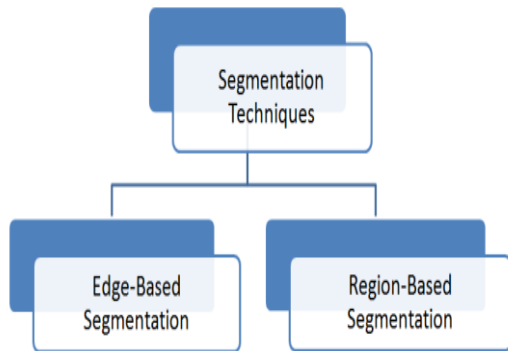 Segmentation
Techniques
Edge-Based
Segmentation
Region-Based
Segmentation